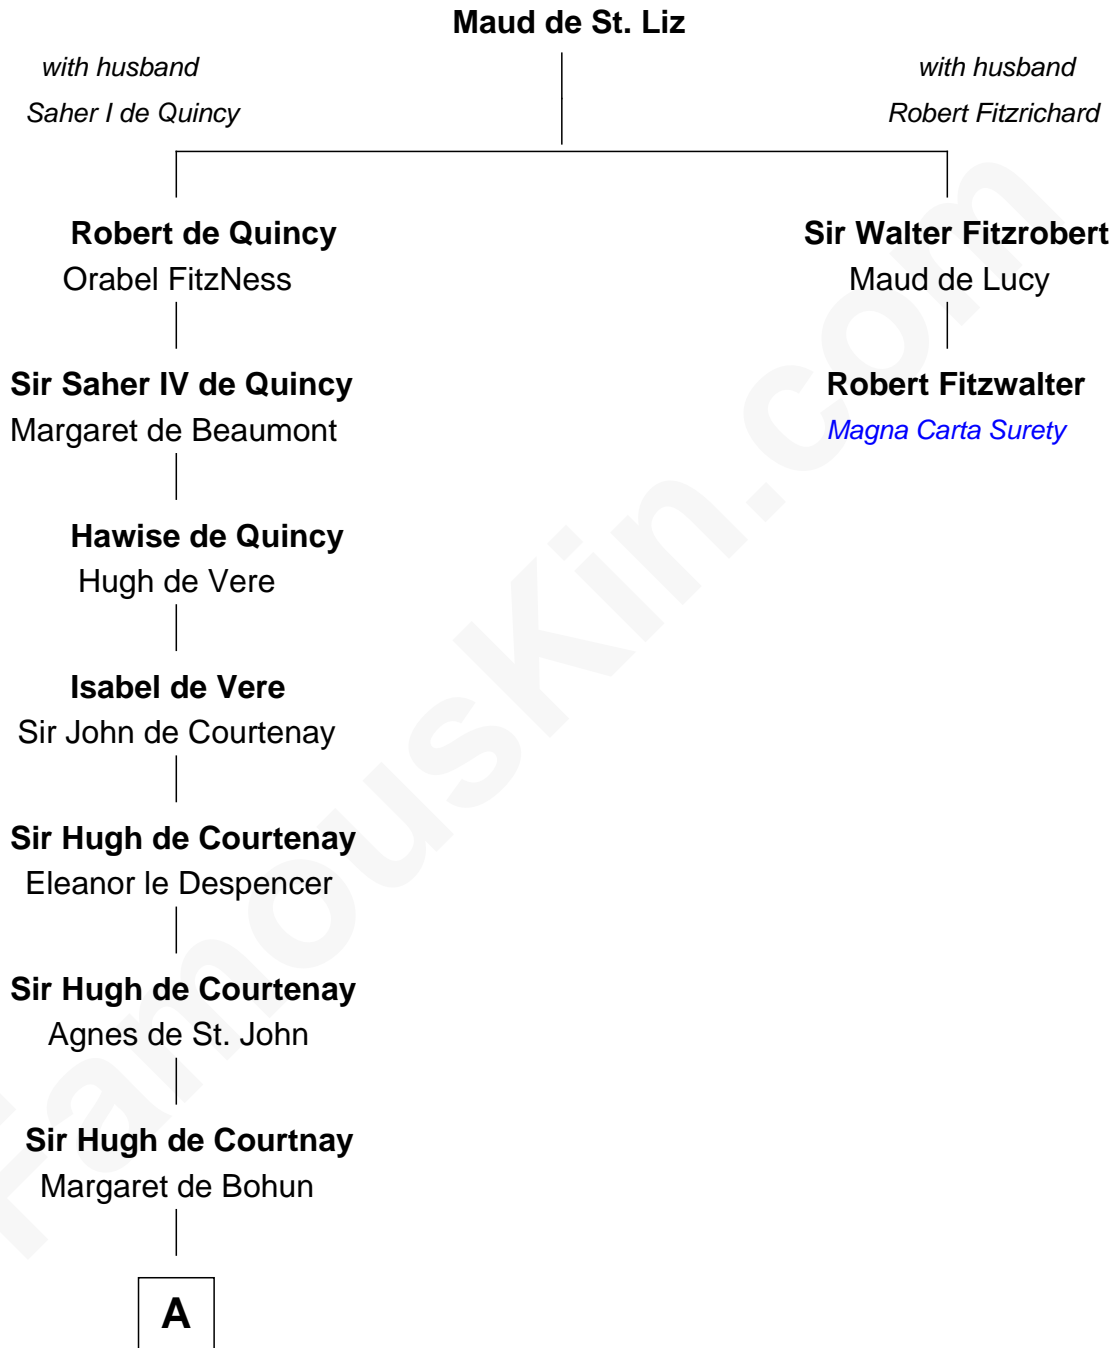 Maud de St. Liz
with husband
Saher I de Quincy
with husband
Robert Fitzrichard
Robert de Quincy
Orabel FitzNess
Sir Walter Fitzrobert
Maud de Lucy
Sir Saher IV de Quincy
Margaret de Beaumont
Robert Fitzwalter
Magna Carta Surety
Hawise de Quincy
Hugh de Vere
Isabel de Vere
Sir John de Courtenay
Sir Hugh de Courtenay
Eleanor le Despencer
Sir Hugh de Courtenay
Agnes de St. John
Sir Hugh de Courtnay
Margaret de Bohun
A
FamousKin.com